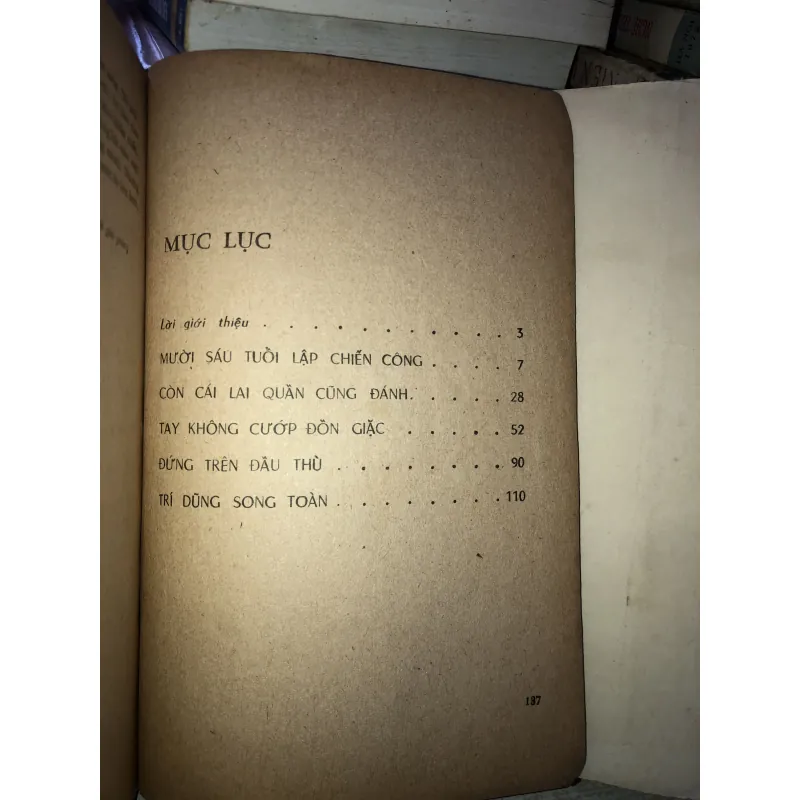 MỤC LỤC
Lời giới thiệu . . . . . . . . . . . 3
MƯỜI SÁU TUỔI LẬP CHIẾN CÔNG . . . . 7
CÒN CÁI LAI QUẦN CŨNG ĐÁNH. . . . . 28
TAY KHÔNG CƯỚP ĐỒN GIẶC . . . . . 52
ĐỨNG TRÊN ĐẦU THÙ . . . . . . . . 90
TRÍ DŨNG SONG TOÀN . . . . . . . . 110
187